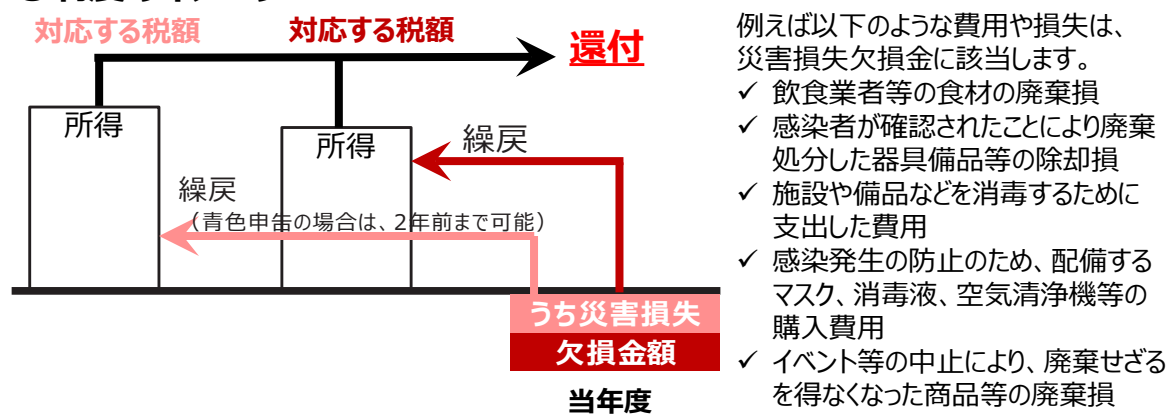 対応する税額
対応する税額
還付
所得
所得
繰戻
繰戻
（青色申告の場合は、2年前まで可能）
うち災害損失
欠損金額
当年度
例えば以下のような費用や損失は、
災害損失欠損金に該当します。
✓ 飲食業者等の食材の廃棄損
✓ 感染者が確認されたことにより廃棄
処分した器具備品等の除却損
✓ 施設や備品などを消毒するために
支出した費用
✓ 感染発生の防止のため、配備する
マスク、消毒液、空気清浄機等の
購入費用
✓ イベント等の中止により、廃棄せざる
を得なくなった商品等の廃棄損